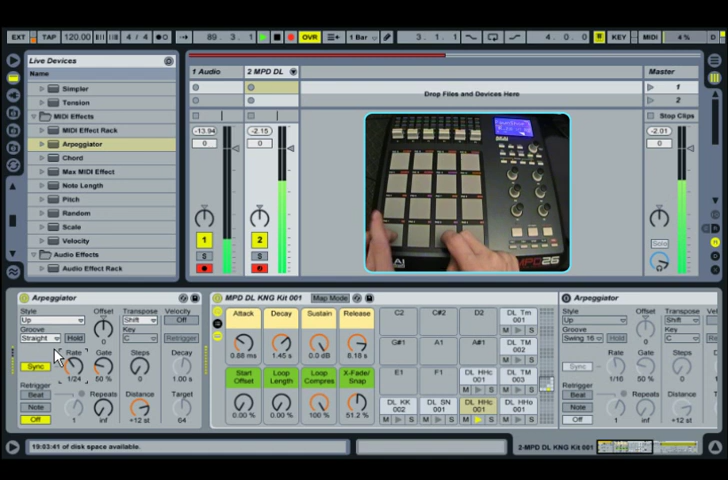 EXT TAP 120.00 4 / 4 89 . 3 . 1 OVR 1 Bar 3 . 1 . 1 4 . 0 . 0 KEY MIDI 4 % D
Live Devices
Name
Simpler
Tension
MIDI Effects
MIDI Effect Rack
Arpeggiator
Chord
Max MIDI Effect
Note Length
Pitch
Random
Scale
Velocity
Audio Effects
Audio Effect Rack
1 Audio 2 MPD DL Master
Drop Files and Devices Here
1
2
Stop Clips
-13.94 -2.15 -2.01
0 0 0
1 2 Solo
S S
MPD26
Arpeggiator
Style Offset Transpose Velocity
Up 0 Shift Off
Groove Key
Straight Hold C Retrigger
Rate Gate Steps Decay
Sync 1/24 50 % 0 1.00 s
Retrigger
Beat Repeats Distance Target
Note
Off 1 inf +12 st 64
MPD DL KNG Kit 001 Map Mode
Attack Decay Sustain Release
0.88 ms 1.45 s 0.0 dB 8.18 s
Start Offset Loop Length Loop Compres X-Fade/ Snap
0.00 % 0.00 % 100 % 51.2 %
C2 C#2 D2 DL Tm 001
G#1 A1 A#1 DL TM 002
E1 F1 DL HHc 001 DL TM 003
DL KK 002 DL SN 001 DL HHc 001 DL HHo 001
M S
Arpeggiator
Style Offset Transpose
Up 0 Shift
Groove Key
Swing 16 Hold C
Rate Gate Steps
Sync 1/16 50 % 0
Retrigger
Beat Repeats Distance
Note
Off 1 inf +12 st
19:03:41 of disk space available.
2-MPD DL KNG Kit 001